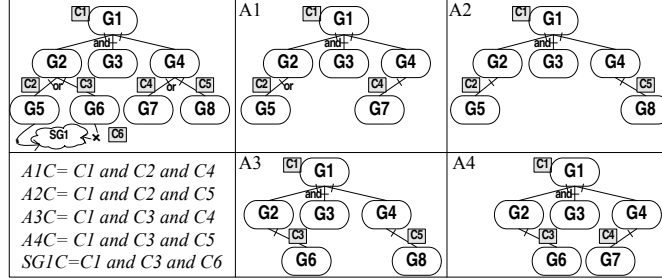 C1 G1
and
G2 G3 G4
C2 or C3 C4 or C5
G5 G6 G7 G8
SG1 C6
A1
C1 G1
and
G2 G3 G4
C2 or C4
G5 G7
A2
C1 G1
and
G2 G3 G4
C2 C5
G5 G8
A1C= C1 and C2 and C4
A2C= C1 and C2 and C5
A3C= C1 and C3 and C4
A4C= C1 and C3 and C5
SG1C=C1 and C3 and C6
A3
C1 G1
and
G2 G3 G4
C3 C5
G6 G8
A4
C1 G1
and
G2 G3 G4
C3 C4
G6 G7